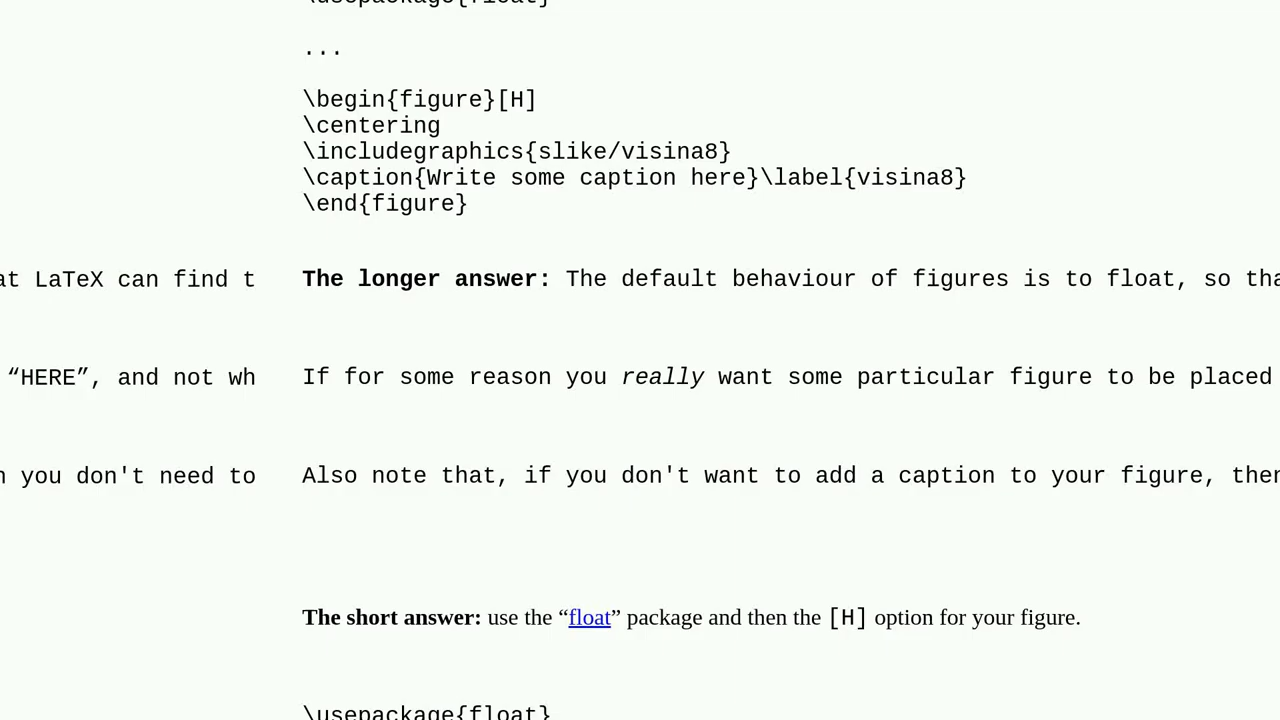 \usepackage{float}
...
\begin{figure}[H]
\centering
\includegraphics{slike/visina8}
\caption{Write some caption here}\label{visina8}
\end{figure}
at LaTeX can find t The longer answer: The default behaviour of figures is to float, so tha
“HERE”, and not wh If for some reason you really want some particular figure to be placed
n you don't need to Also note that, if you don't want to add a caption to your figure, then
The short answer: use the “float” package and then the [H] option for your figure.
\usepackage{float}